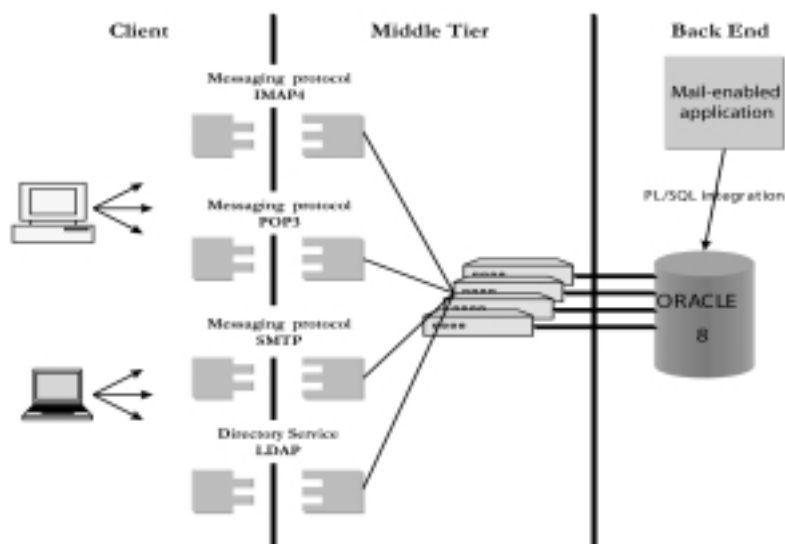 Client
Middle Tier
Back End
Messaging protocol
IMAP4
Mail-enabled
application
PL/SQL integration
Messaging protocol
POP3
ORACLE
8
Messaging protocol
SMTP
Directory Service
LDAP